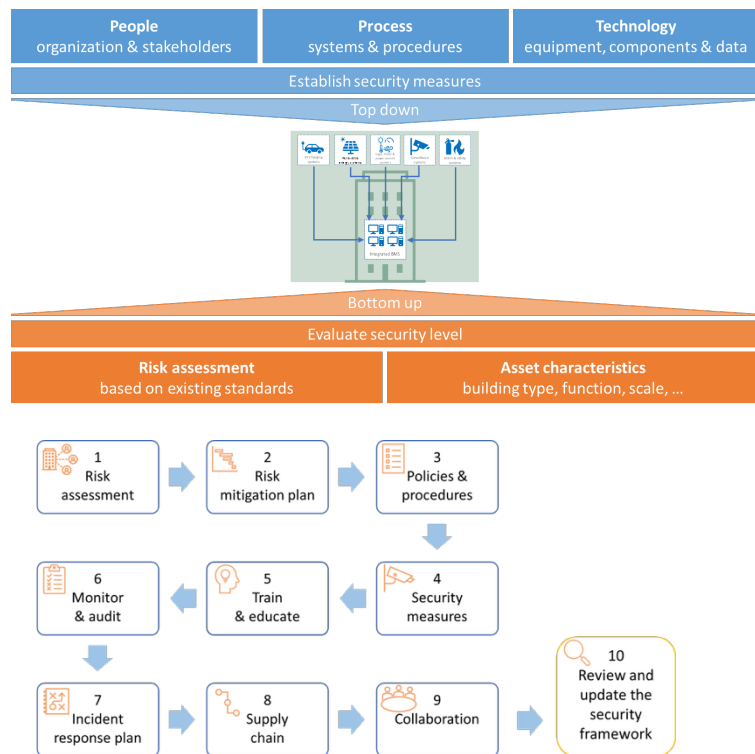 People
organization & stakeholders
Process
systems & procedures
Technology
equipment, components & data
Establish security measures
Top down
Integrated BMS
Bottom up
Evaluate security level
Risk assessment
based on existing standards
Asset characteristics
building type, function, scale, ...
1
Risk
assessment
2
Risk
mitigation plan
3
Policies &
procedures
6
Monitor
& audit
5
Train
& educate
4
Security
measures
7
Incident
response plan
8
Supply
chain
9
Collaboration
10
Review and
update the
security
framework